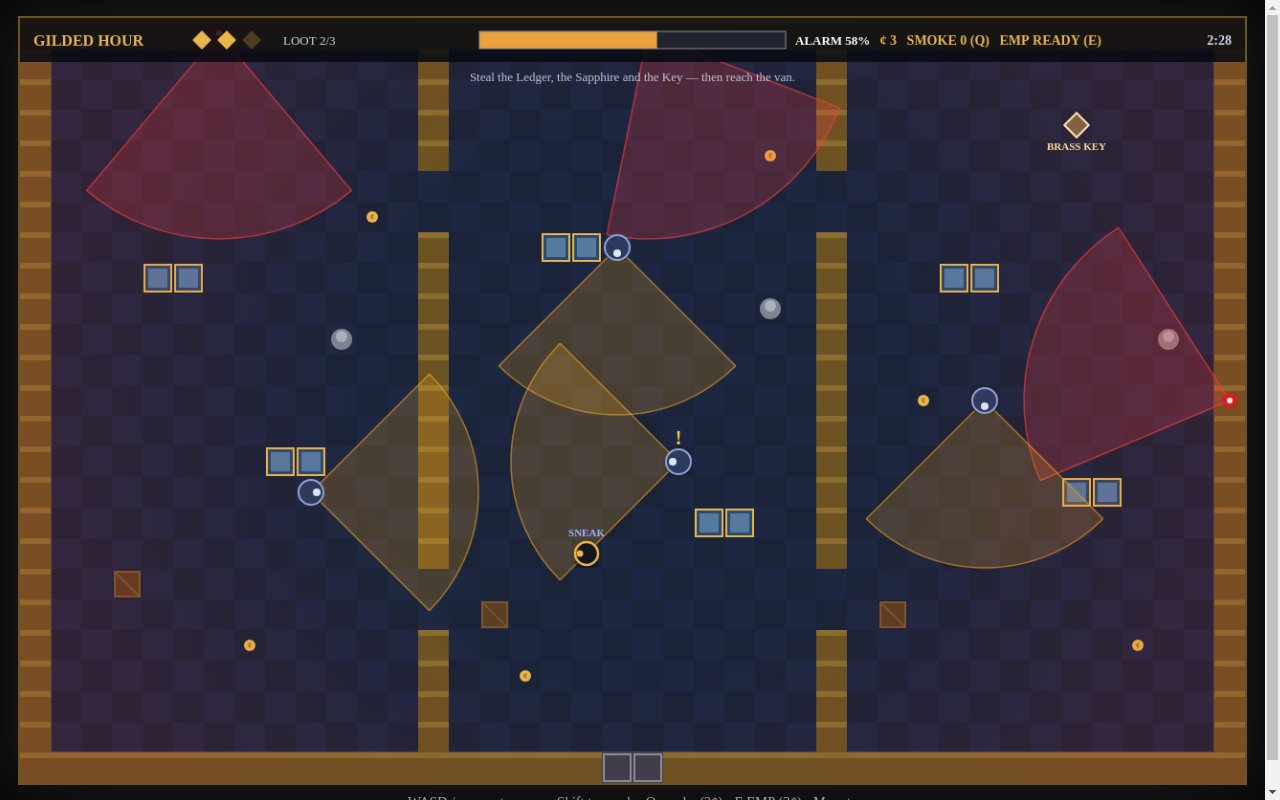 GILDED HOUR LOOT 2/3 ALARM 58% ¢ 3 SMOKE 0 (Q) EMP READY (E) 2:28
Steal the Ledger, the Sapphire and the Key — then reach the van.
BRASS KEY
!
SNEAK